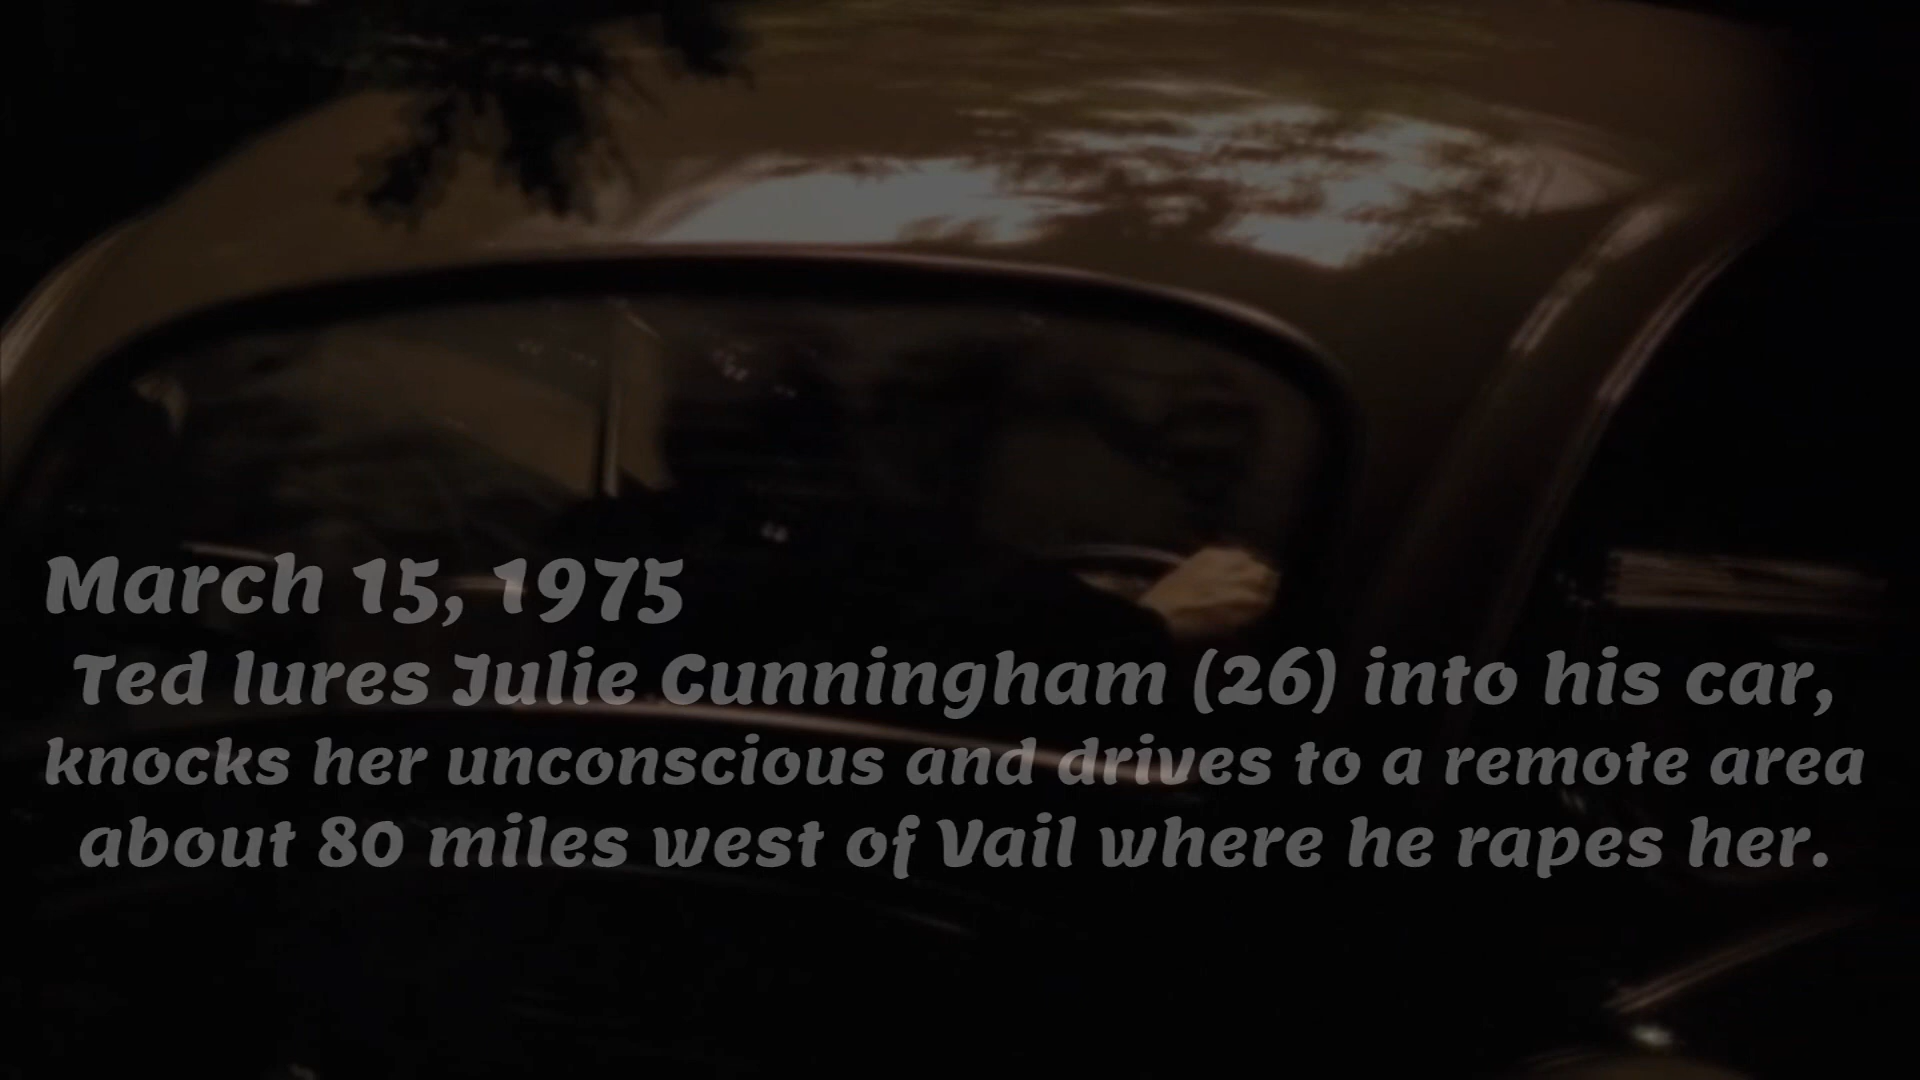 March 15, 1975
Ted lures Julie Cunningham (26) into his car,
knocks her unconscious and drives to a remote area
about 80 miles west of Vail where he rapes her.